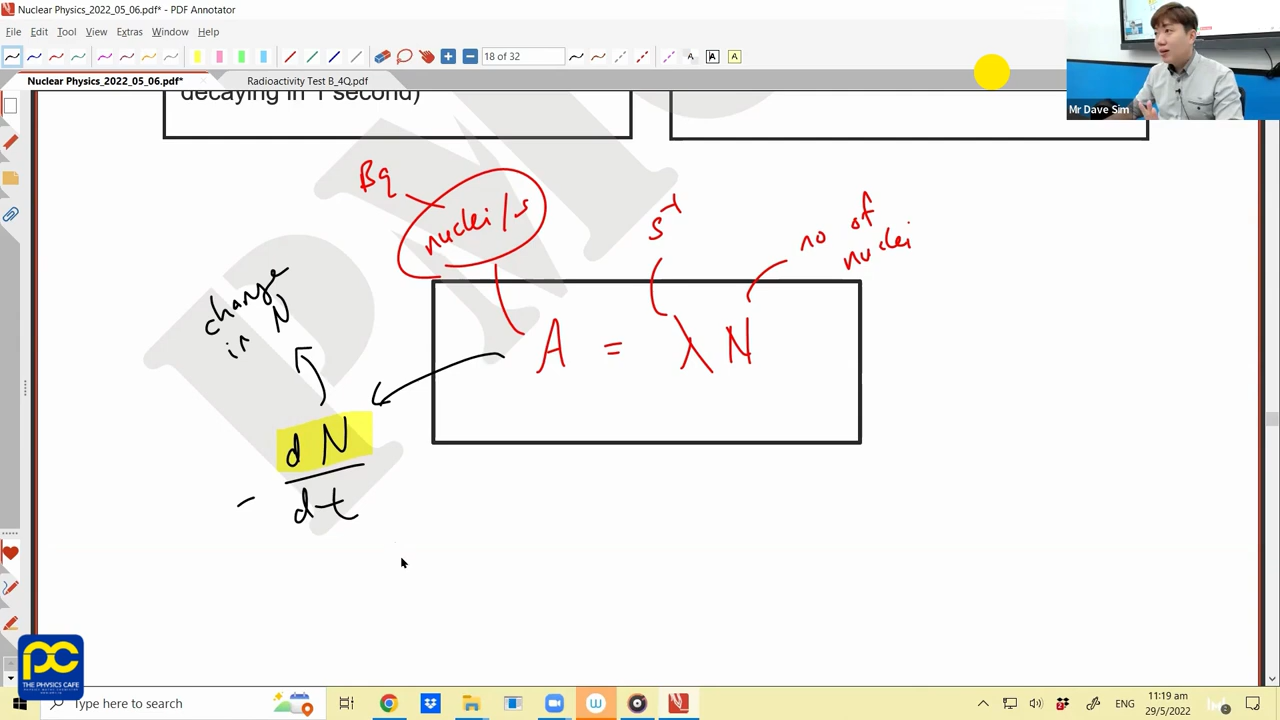 Nuclear Physics_2022_05_06.pdf* - PDF Annotator
File Edit Tool View Extras Window Help
18 of 32
A A
Nuclear Physics_2022_05_06.pdf* Radioactivity Test B_4Q.pdf
Mr Dave Sim
decaying in 1 second)
Bq
nuclei/s
s⁻¹
no of
nuclei
change
in N
A = λN
- dN
dt
PC
THE PHYSICS CAFE
Type here to search
ENG
11:19 am
29/5/2022